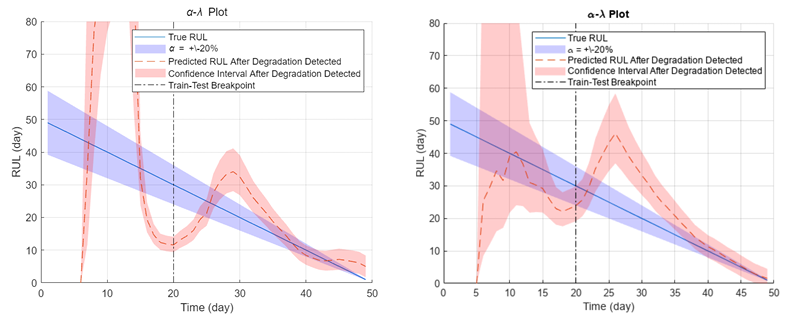 α-λ Plot
80
70
60
50
40
30
20
10
0
RUL (day)
0 10 20 30 40 50
Time (day)
True RUL
α = +\-20%
Predicted RUL After Degradation Detected
Confidence Interval After Degradation Detected
Train-Test Breakpoint
α-λ Plot
80
70
60
50
40
30
20
10
0
RUL (day)
0 5 10 15 20 25 30 35 40 45 50
Time (day)
True RUL
α = +\-20%
Predicted RUL After Degradation Detected
Confidence Interval After Degradation Detected
Train-Test Breakpoint